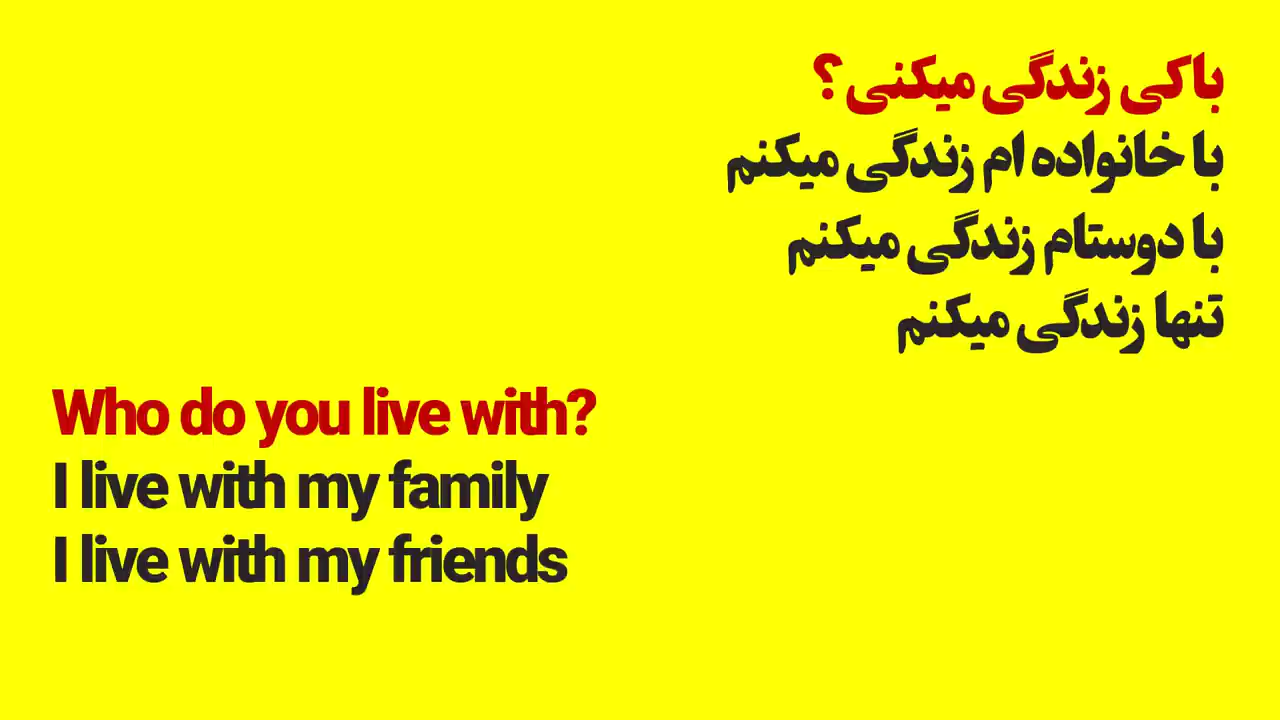 با کی زندگی میکنی ؟
با خانواده ام زندگی میکنم
با دوستام زندگی میکنم
تنها زندگی میکنم
Who do you live with?
I live with my family
I live with my friends